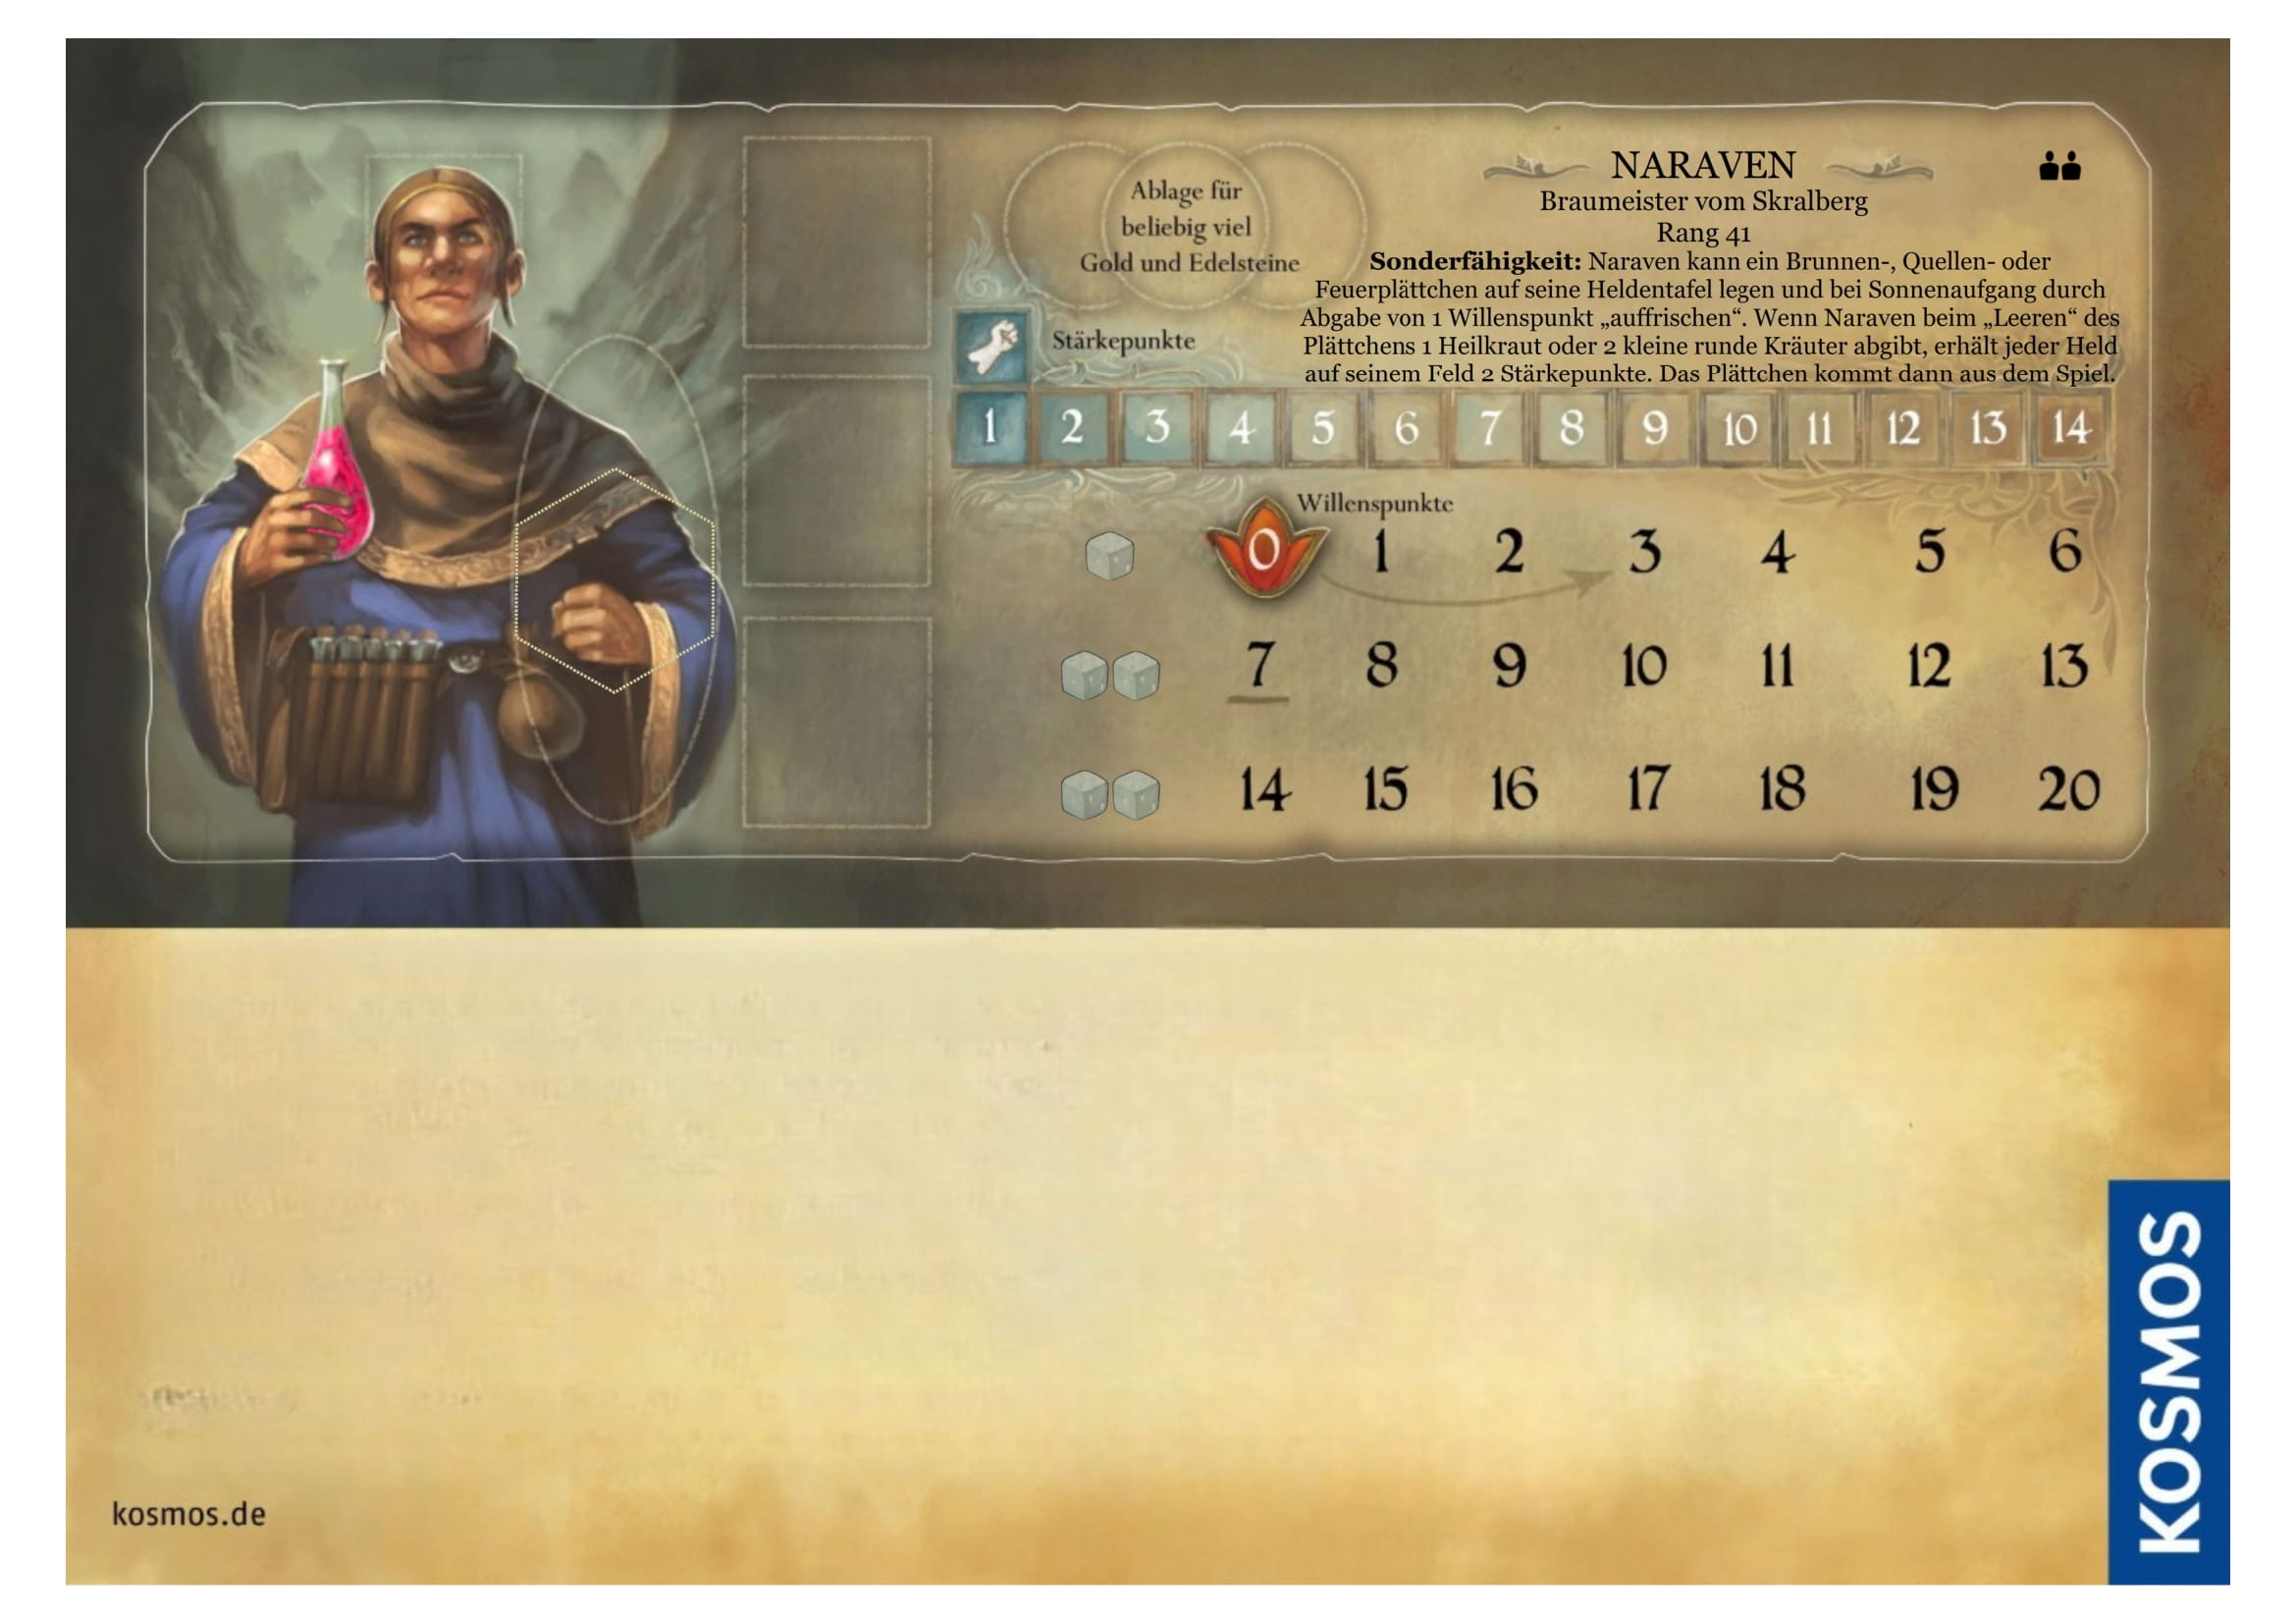 NARAVEN
Braumeister vom Skralberg
Rang 41
Sonderfähigkeit: Naraven kann ein Brunnen-, Quellen- oder
Feuerplättchen auf seine Heldentafel legen und bei Sonnenaufgang durch
Abgabe von 1 Willenspunkt „auffrischen“. Wenn Naraven beim „Leeren“ des
Plättchens 1 Heilkraut oder 2 kleine runde Kräuter abgibt, erhält jeder Held
auf seinem Feld 2 Stärkepunkte. Das Plättchen kommt dann aus dem Spiel.
Ablage für
beliebig viel
Gold und Edelsteine
Stärkepunkte
1 2 3 4 5 6 7 8 9 10 11 12 13 14
Willenspunkte
0 1 2 3 4 5 6
7 8 9 10 11 12 13
14 15 16 17 18 19 20
kosmos.de
KOSMOS